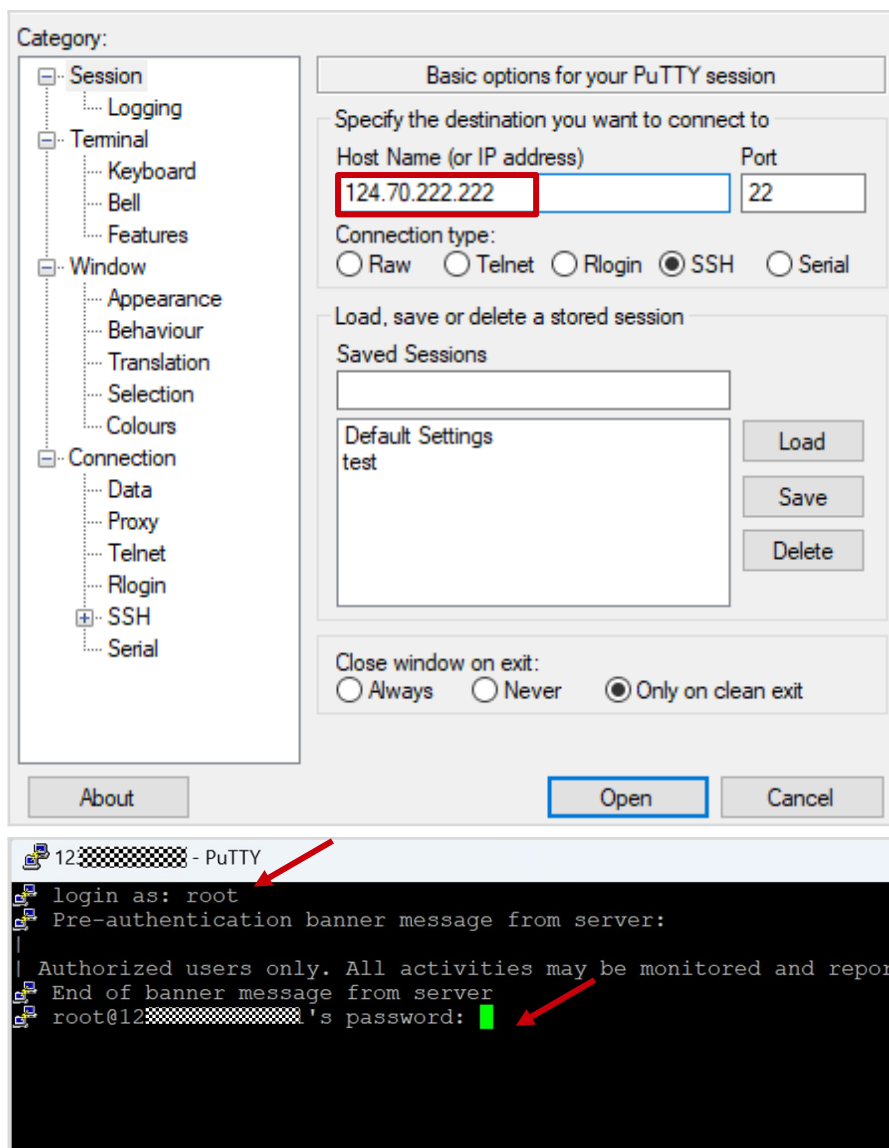 Category:
Session
Logging
Terminal
Keyboard
Bell
Features
Window
Appearance
Behaviour
Translation
Selection
Colours
Connection
Data
Proxy
Telnet
Rlogin
SSH
Serial
Basic options for your PuTTY session
Specify the destination you want to connect to
Host Name (or IP address) Port
124.70.222.222 22
Connection type:
Raw Telnet Rlogin SSH Serial
Load, save or delete a stored session
Saved Sessions
Default Settings
test
Load
Save
Delete
Close window on exit:
Always Never Only on clean exit
About Open Cancel
12 - PuTTY
login as: root
Pre-authentication banner message from server:
|
| Authorized users only. All activities may be monitored and repor
End of banner message from server
root@12 's password: